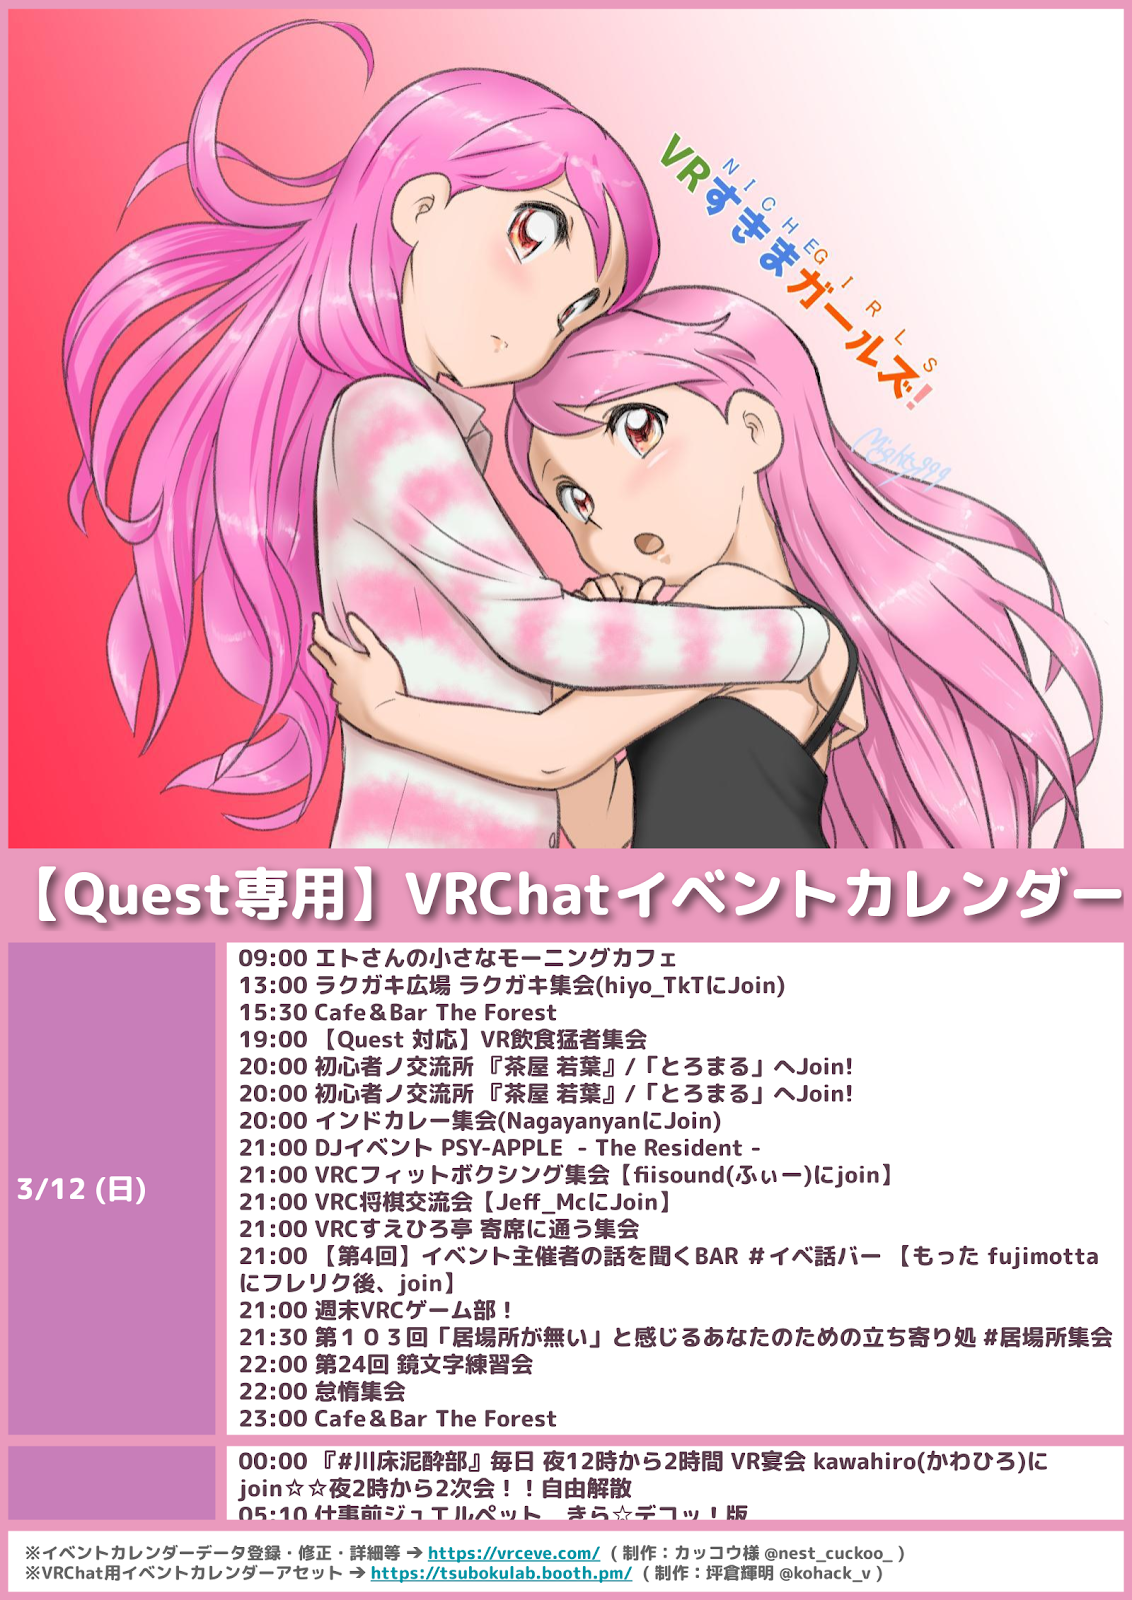 VRすきまガールズ!
NICHEGIRLS
Mighty999
【Quest専用】VRChatイベントカレンダー
3/12 (日)
09:00 エトさんの小さなモーニングカフェ
13:00 ラクガキ広場 ラクガキ集会(hiyo_TkTにJoin)
15:30 Cafe＆Bar The Forest
19:00 【Quest 対応】VR飲食猛者集会
20:00 初心者ノ交流所 『茶屋 若葉』/「とろまる」へJoin!
20:00 初心者ノ交流所 『茶屋 若葉』/「とろまる」へJoin!
20:00 インドカレー集会(NagayanyanにJoin)
21:00 DJイベント PSY-APPLE - The Resident -
21:00 VRCフィットボクシング集会【fiisound(ふぃー)にjoin】
21:00 VRC将棋交流会【Jeff_McにJoin】
21:00 VRCすえひろ亭 寄席に通う集会
21:00 【第4回】イベント主催者の話を聞くBAR ＃イベ話バー 【もった fujimotta
にフレリク後、join】
21:00 週末VRCゲーム部！
21:30 第１０３回「居場所が無い」と感じるあなたのための立ち寄り処 #居場所集会
22:00 第24回 鏡文字練習会
22:00 怠惰集会
23:00 Cafe＆Bar The Forest
00:00 『#川床泥酔部』毎日 夜12時から2時間 VR宴会 kawahiro(かわひろ)に
join☆☆夜2時から2次会！！自由解散
05:10 仕事前ジュエルペット　きら☆デコッ！版
※イベントカレンダーデータ登録・修正・詳細等 ➔ https://vrceve.com/ ( 制作：カッコウ様 @nest_cuckoo_ )
※VRChat用イベントカレンダーアセット ➔ https://tsubokulab.booth.pm/ ( 制作：坪倉輝明 @kohack_v )